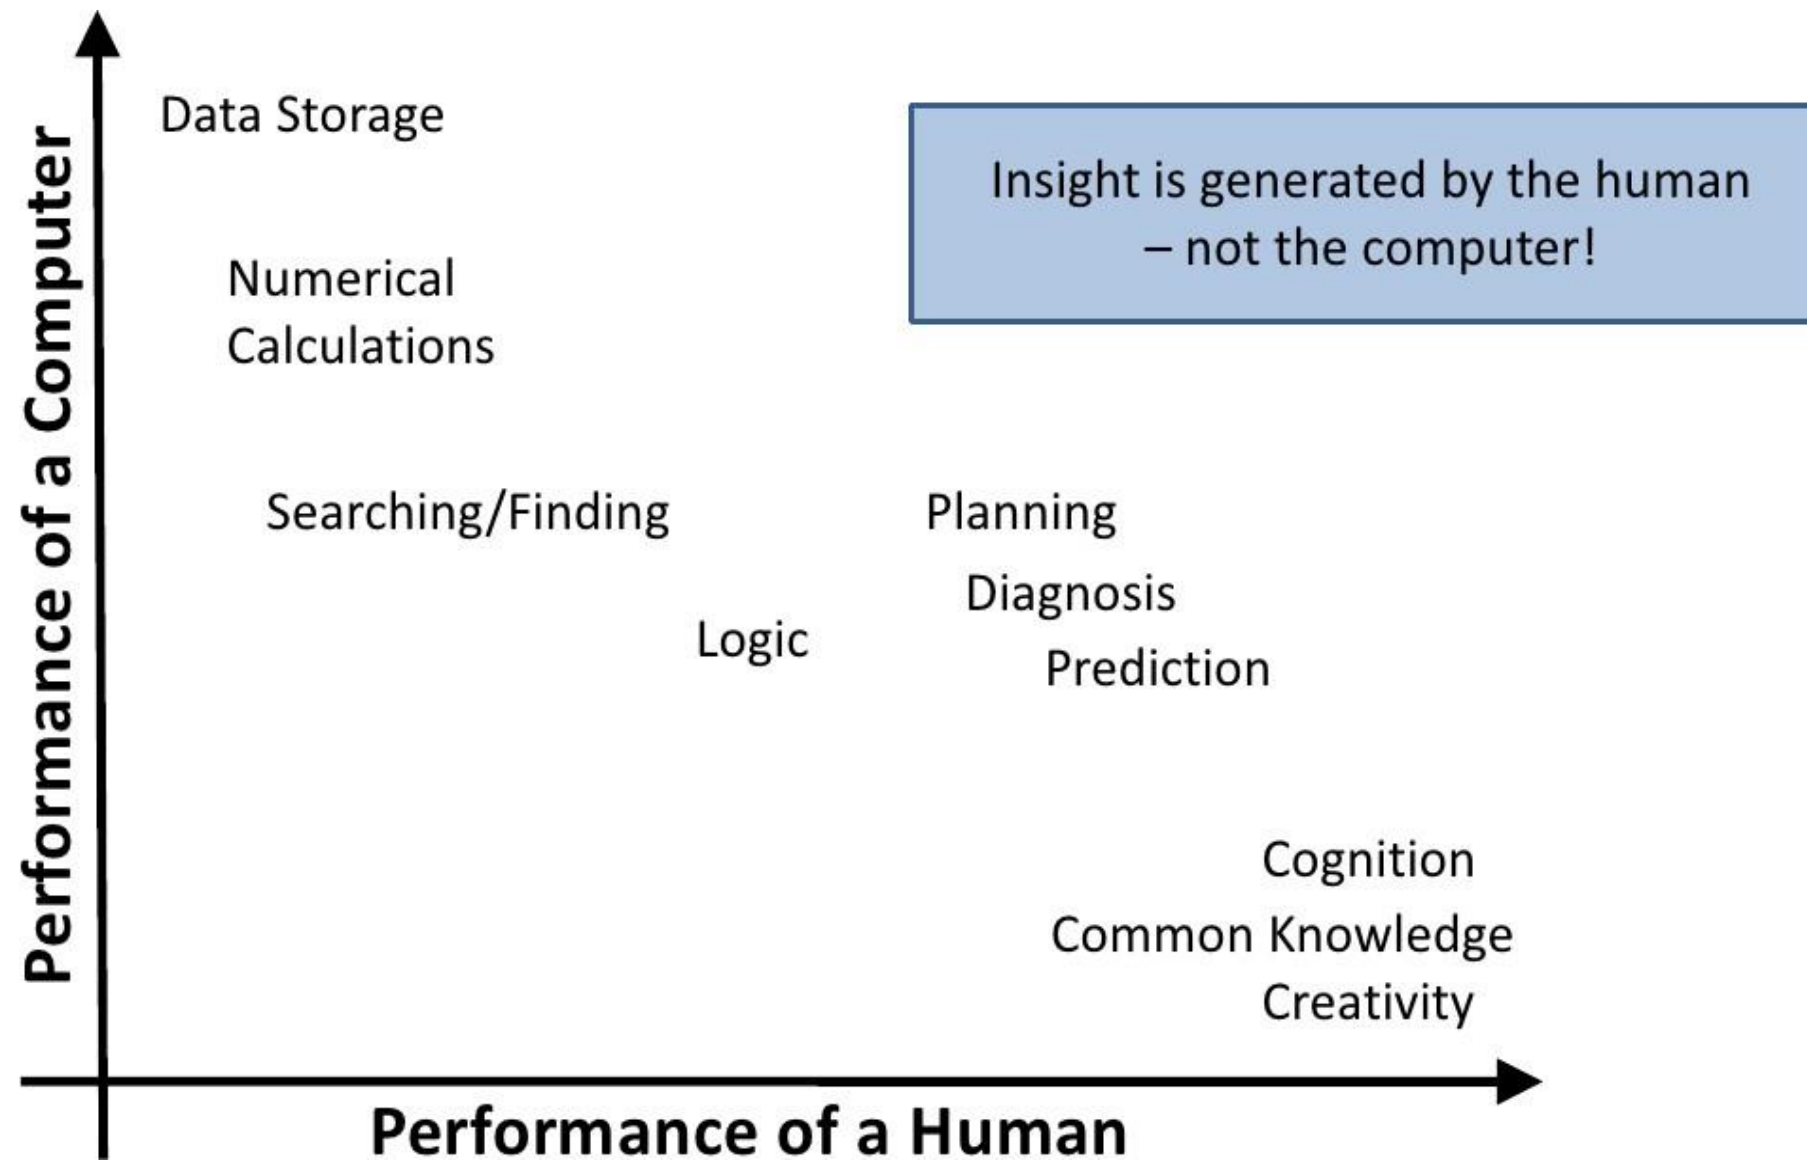 Performance of a Computer
Data Storage
Insight is generated by the human
– not the computer!
Numerical
Calculations
Searching/Finding
Planning
Diagnosis
Logic
Prediction
Cognition
Common Knowledge
Creativity
Performance of a Human